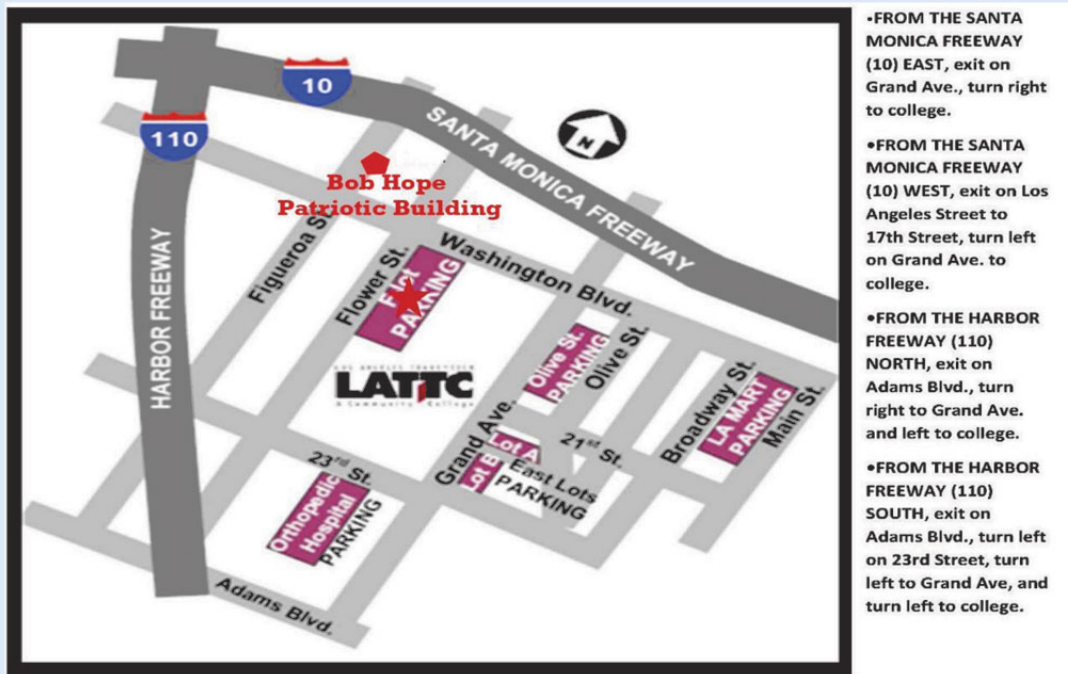 10
110
SANTA MONICA FREEWAY
N
Bob Hope
Patriotic Building
HARBOR FREEWAY
Figueroa St.
Flower St.
Washington Blvd.
F lot
PARKING
LATTC
A Community College
Olive St.
PARKING
Olive St.
Broadway St.
LA MART
PARKING
Main St.
Grand Ave.
Lot A
Lot B
21st St.
East Lots
PARKING
23rd St.
Orthopedic
Hospital
PARKING
Adams Blvd.
•FROM THE SANTA
MONICA FREEWAY
(10) EAST, exit on
Grand Ave., turn right
to college.
•FROM THE SANTA
MONICA FREEWAY
(10) WEST, exit on Los
Angeles Street to
17th Street, turn left
on Grand Ave. to
college.
•FROM THE HARBOR
FREEWAY (110)
NORTH, exit on
Adams Blvd., turn
right to Grand Ave.
and left to college.
•FROM THE HARBOR
FREEWAY (110)
SOUTH, exit on
Adams Blvd., turn left
on 23rd Street, turn
left to Grand Ave, and
turn left to college.